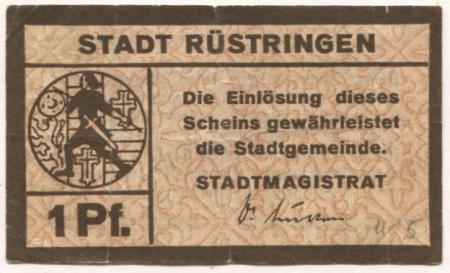 STADT RÜSTRINGEN
Die Einlösung dieses
Scheins gewährleistet
die Stadtgemeinde.
STADTMAGISTRAT
1 Pf.